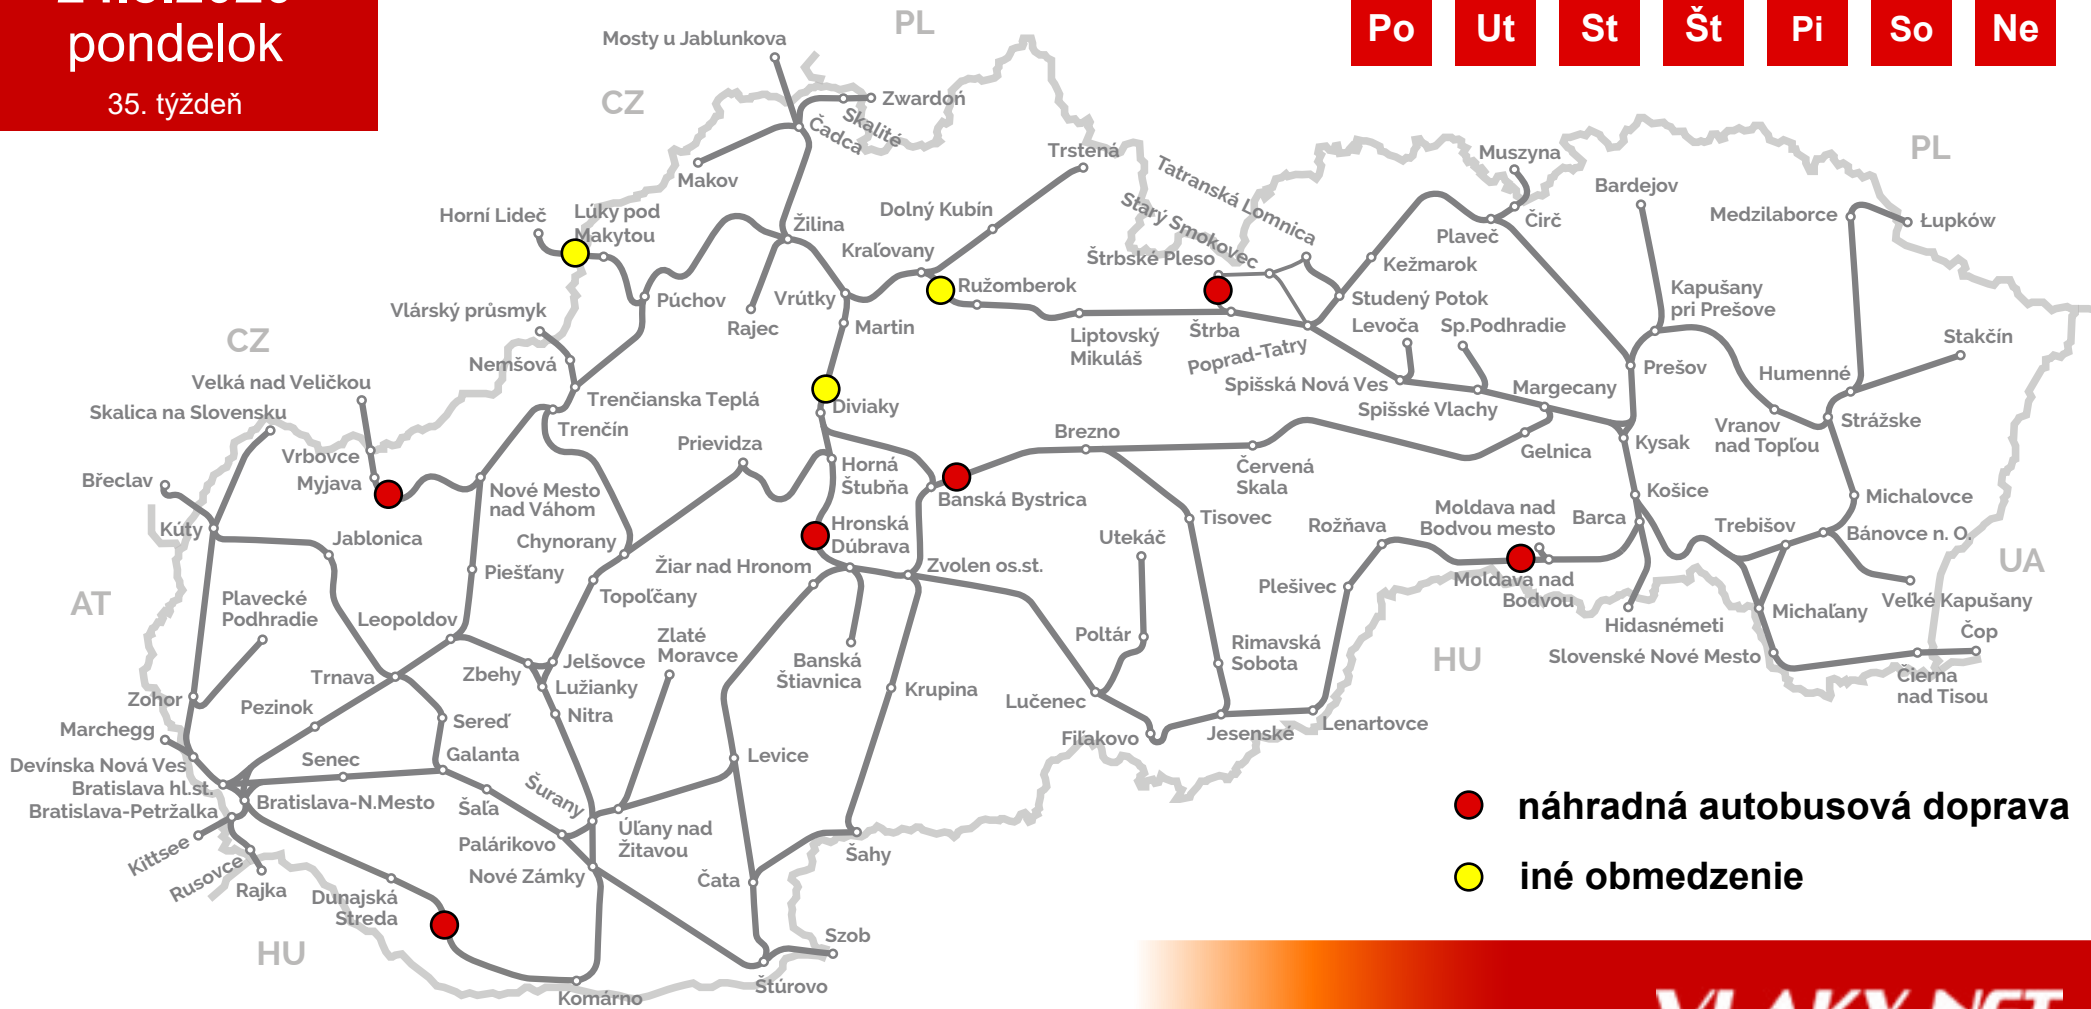 pondelok
35. týždeň
Po Ut St Št Pi So Ne
PL
Mosty u Jablunkova
CZ
Zwardoń
Skalité
Čadca
Makov
Trstená
Tatranská Lomnica
Starý Smokovec
Muszyna
PL
Bardejov
Horní Lideč
Lúky pod
Makytou
Žilina
Dolný Kubín
Kraľovany
Štrbské Pleso
Plaveč
Čirč
Medzilaborce
Łupków
Kežmarok
Vlárský průsmyk
Púchov
Vrútky
Rajec
Martin
Ružomberok
Liptovský
Mikuláš
Štrba
Poprad-Tatry
Studený Potok
Levoča
Sp.Podhradie
Kapušany
pri Prešove
Stakčín
CZ
Nemšová
Velká nad Veličkou
Skalica na Slovensku
Trenčianska Teplá
Trenčín
Diviaky
Spišská Nová Ves
Spišské Vlachy
Margecany
Prešov
Humenné
Strážske
Vranov
nad Topľou
Vrbovce
Myjava
Prievidza
Brezno
Horná
Štubňa
Banská Bystrica
Červená
Skala
Gelnica
Kysak
Břeclav
Kúty
Jablonica
Nové Mesto
nad Váhom
Chynorany
Hronská
Dúbrava
Tisovec
Rožňava
Moldava nad
Bodvou mesto
Barca
Košice
Trebišov
Michalovce
Bánovce n. O.
UA
Piešťany
Žiar nad Hronom
Zvolen os.st.
Utekáč
Plešivec
Moldava nad
Bodvou
AT
Plavecké
Podhradie
Leopoldov
Topoľčany
Zlaté
Moravce
Banská
Štiavnica
Poltár
Rimavská
Sobota
HU
Hidasnémeti
Slovenské Nové Mesto
Michaľany
Veľké Kapušany
Čop
Čierna
nad Tisou
Trnava
Zbehy
Jelšovce
Lužianky
Nitra
Krupina
Lučenec
Fiľakovo
Jesenské
Lenartovce
Zohor
Pezinok
Sereď
Marchegg
Senec
Galanta
Levice
Devínska Nová Ves
Bratislava hl.st.
Bratislava-Petržalka
Bratislava-N.Mesto
Šaľa
Šurany
Palárikovo
Úľany nad
Žitavou
Šahy
Kittsee
Rusovce
Rajka
Nové Zámky
Čata
Dunajská
Streda
HU
Szob
Štúrovo
Komárno
náhradná autobusová doprava
iné obmedzenie